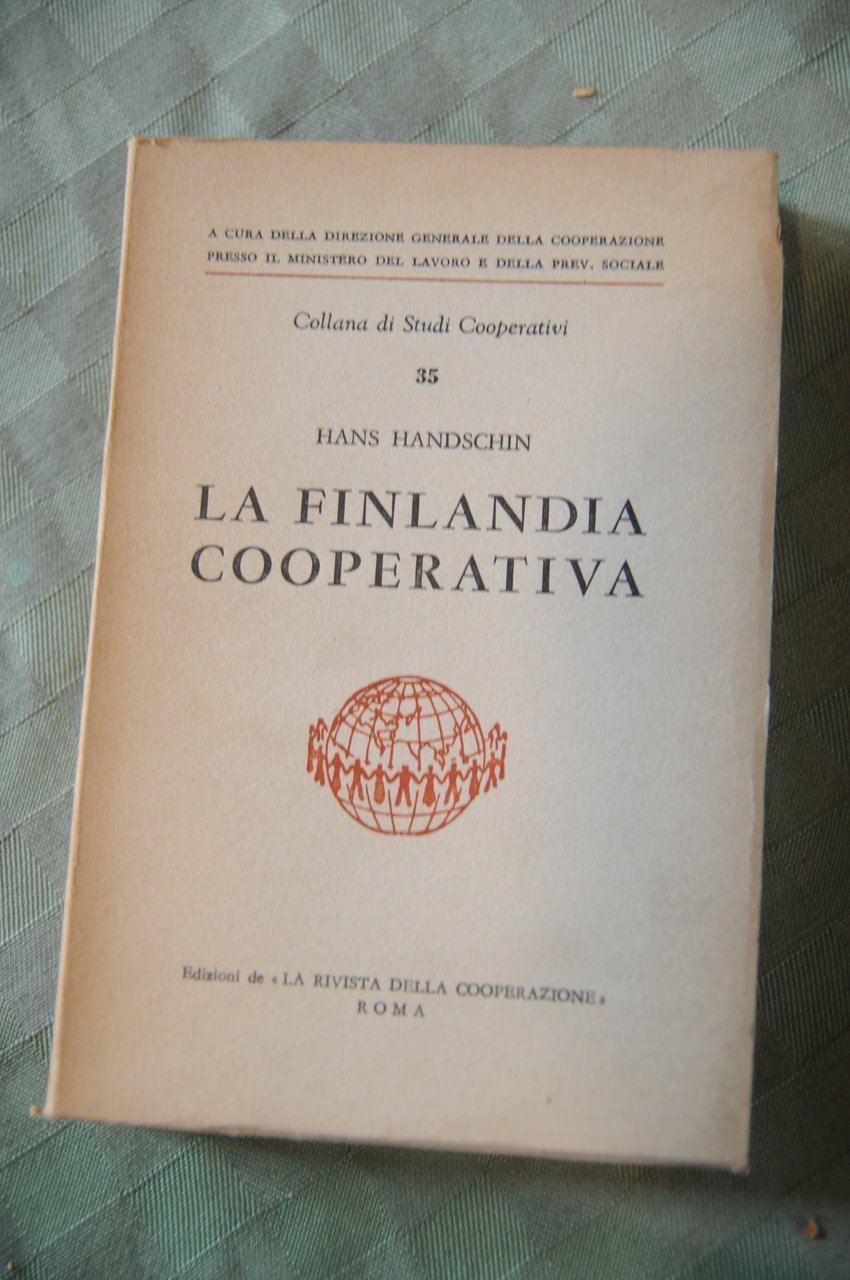 A CURA DELLA DIREZIONE GENERALE DELLA COOPERAZIONE
PRESSO IL MINISTERO DEL LAVORO E DELLA PREV. SOCIALE
Collana di Studi Cooperativi
35
HANS HANDSCHIN
LA FINLANDIA
COOPERATIVA
Edizioni de « LA RIVISTA DELLA COOPERAZIONE »
ROMA